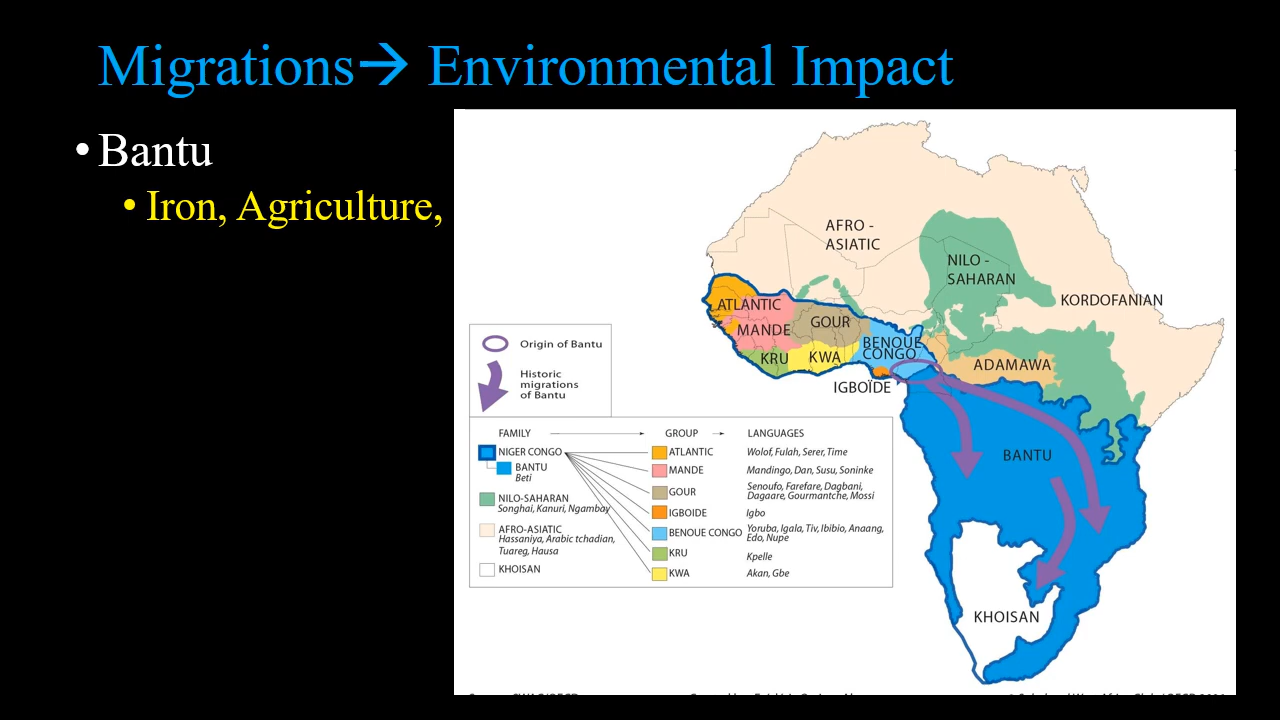 Migrations→ Environmental Impact
• Bantu
• Iron, Agriculture,
AFRO -
ASIATIC
NILO -
SAHARAN
KORDOFANIAN
ATLANTIC
MANDE
GOUR
KRU
KWA
BENOUE
CONGO
ADAMAWA
IGBOÏDE
BANTU
KHOISAN
Origin of Bantu
Historic
migrations
of Bantu
FAMILY
GROUP
LANGUAGES
NIGER CONGO
BANTU
Beti
NILO-SAHARAN
Songhai, Kanuri, Ngambay
AFRO-ASIATIC
Hassaniya, Arabic tchadian,
Tuareg, Hausa
KHOISAN
ATLANTIC
Wolof, Fulah, Serer, Time
MANDE
Mandingo, Dan, Susu, Soninke
GOUR
Senoufo, Farefare, Dagbani,
Dagaare, Gourmantche, Mossi
IGBOIDE
Igbo
BENOUE CONGO
Yoruba, Igala, Tiv, Ibibio, Anaang,
Edo, Nupe
KRU
Kpelle
KWA
Akan, Gbe